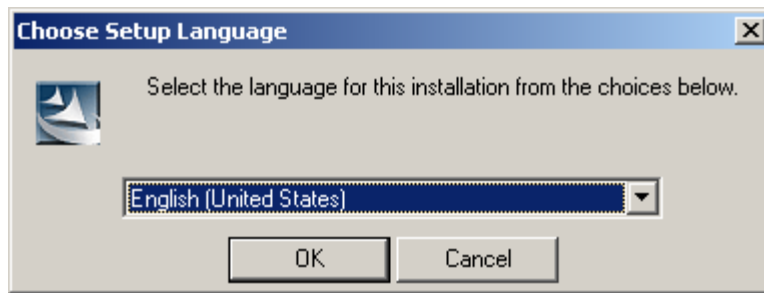 Choose Setup Language
Select the language for this installation from the choices below.
English (United States)
OK Cancel